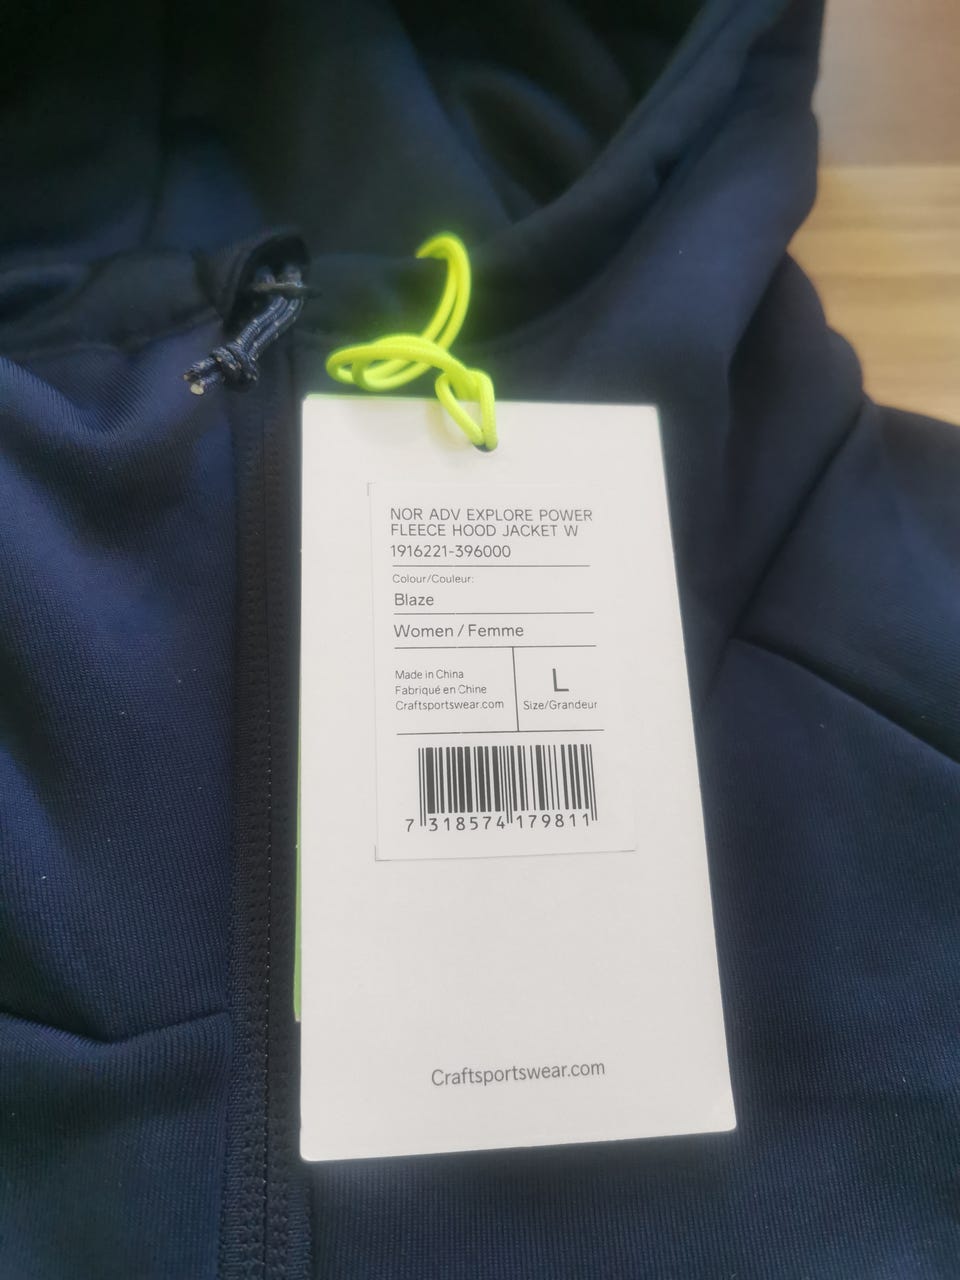 NOR ADV EXPLORE POWER
FLEECE HOOD JACKET W
1916221-396000
Colour/Couleur:
Blaze
Women / Femme
Made in China
Fabriqué en Chine
Craftsportswear.com
L
Size/Grandeur
7 318574 179811
Craftsportswear.com